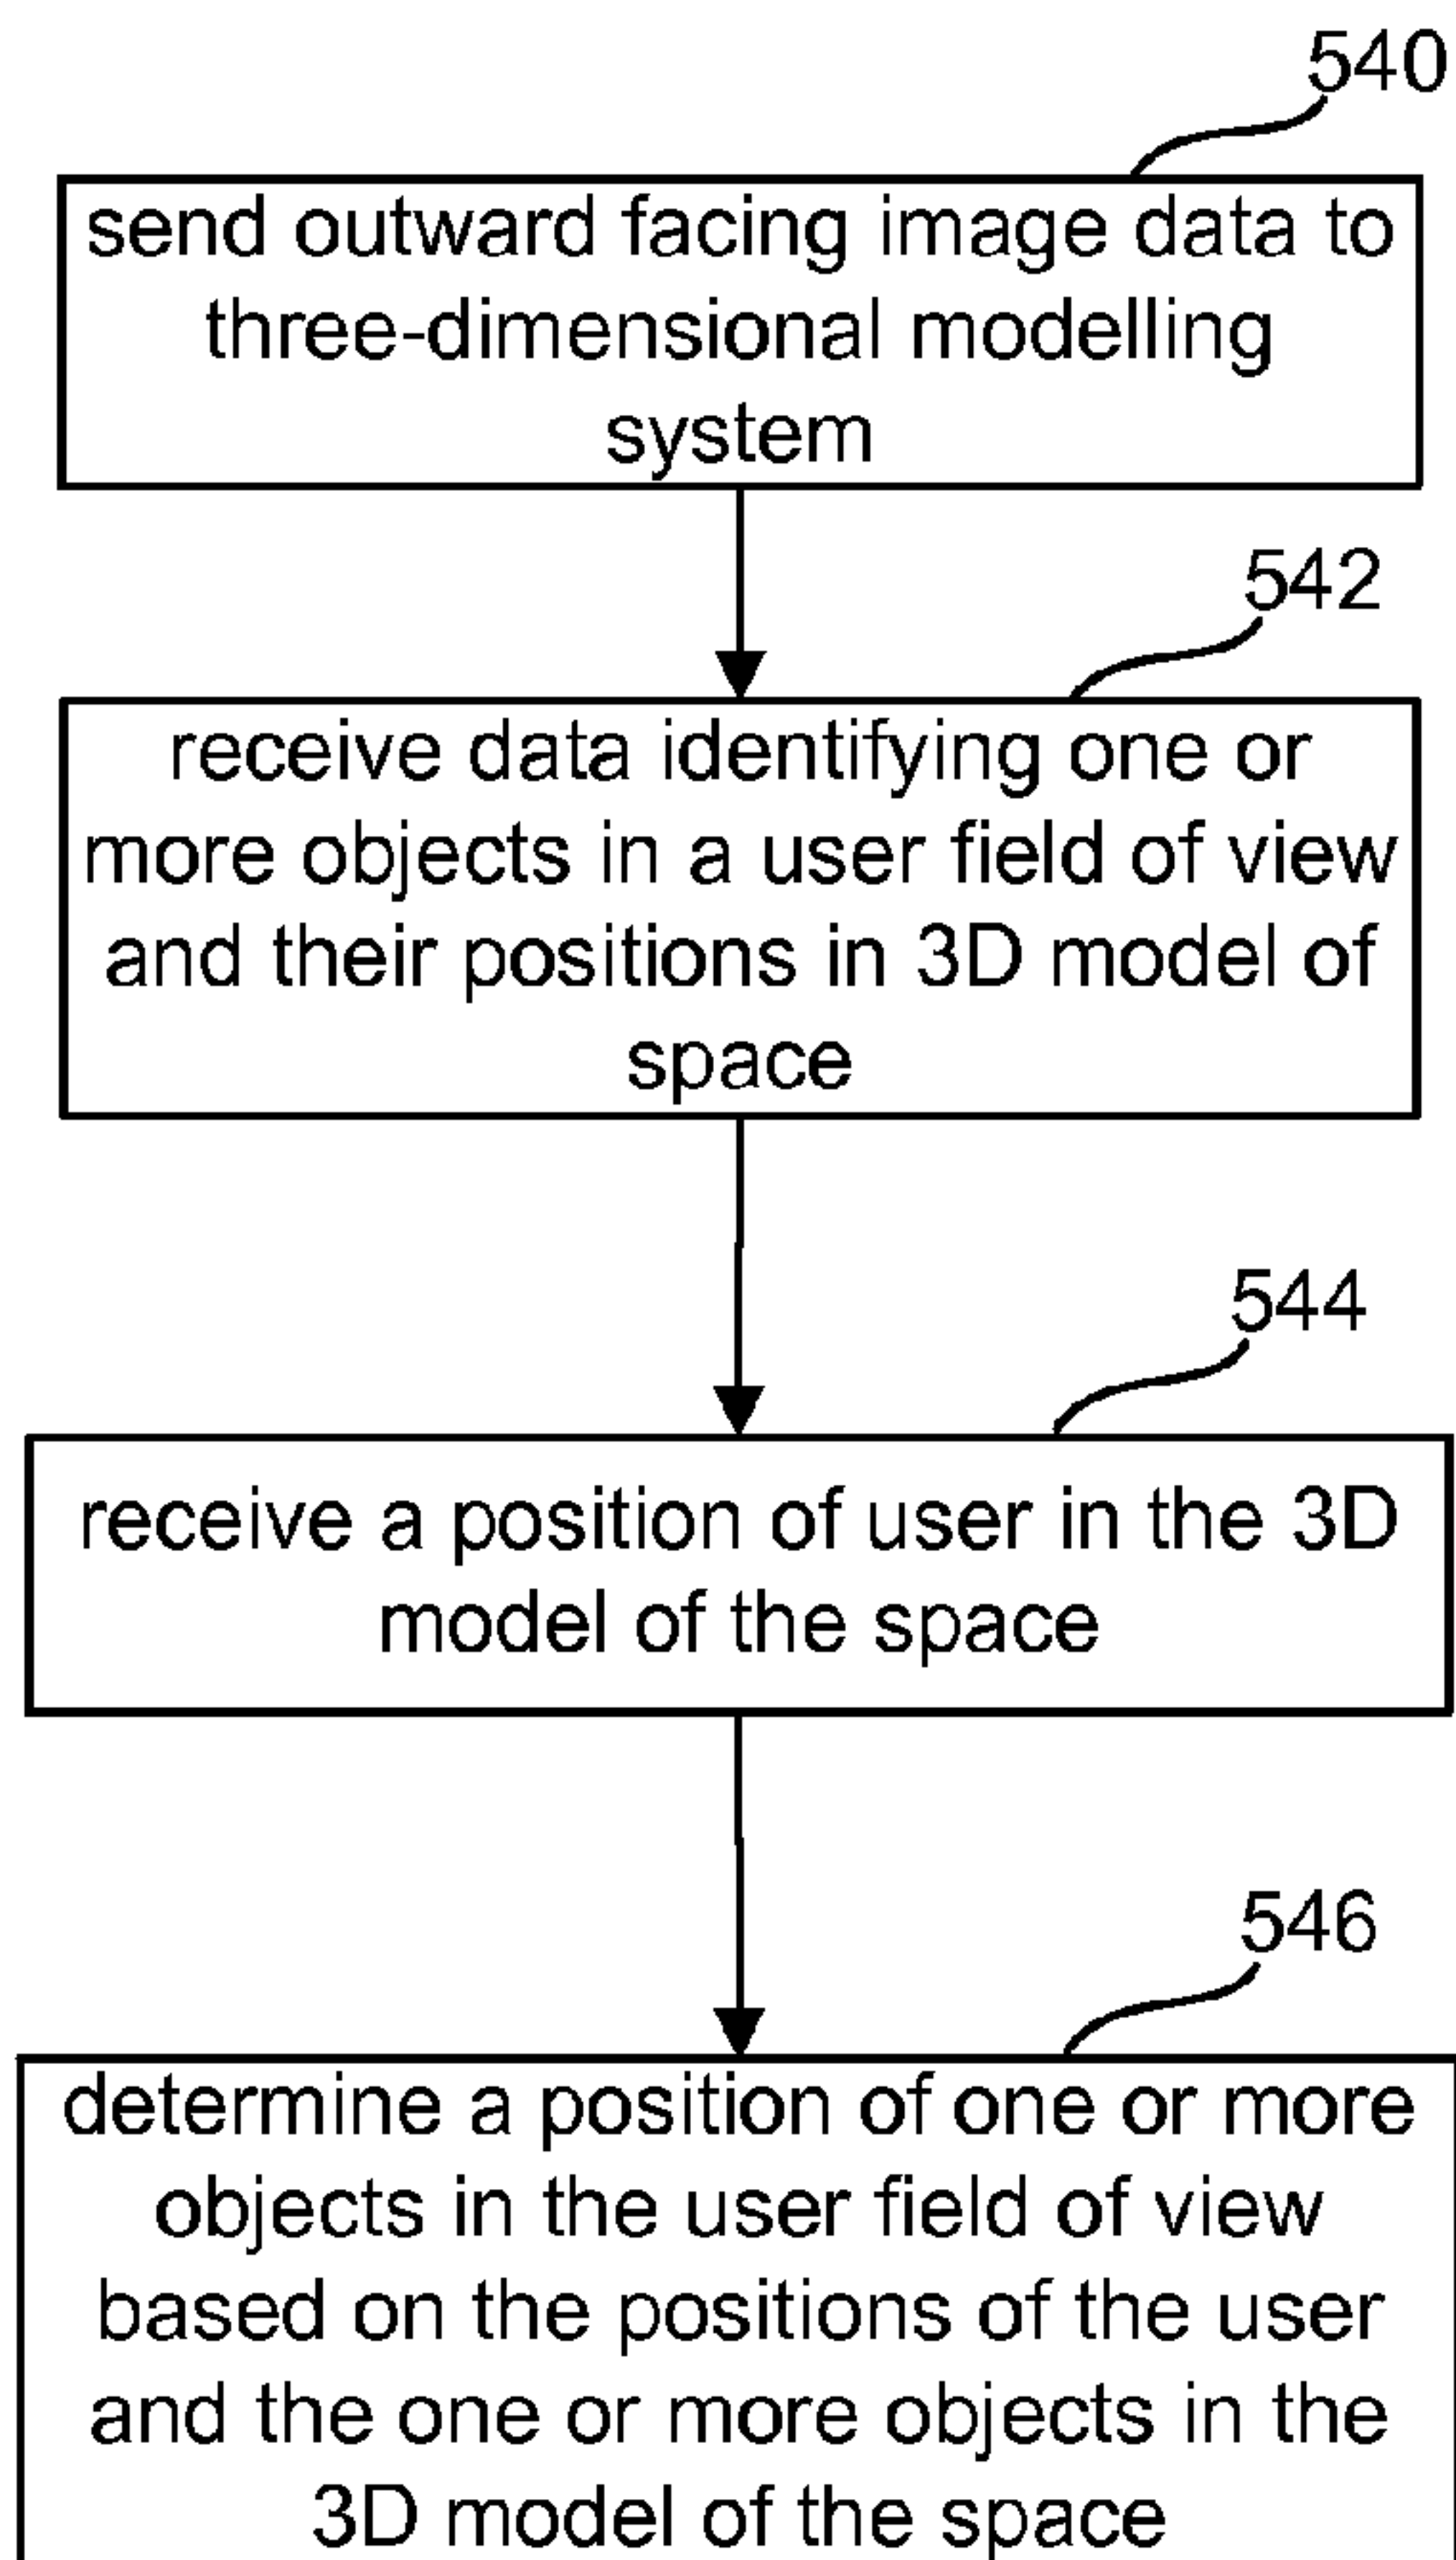 540
send outward facing image data to
three-dimensional modelling
system
542
receive data identifying one or
more objects in a user field of view
and their positions in 3D model of
space
544
receive a position of user in the 3D
model of the space
546
determine a position of one or more
objects in the user field of view
based on the positions of the user
and the one or more objects in the
3D model of the space